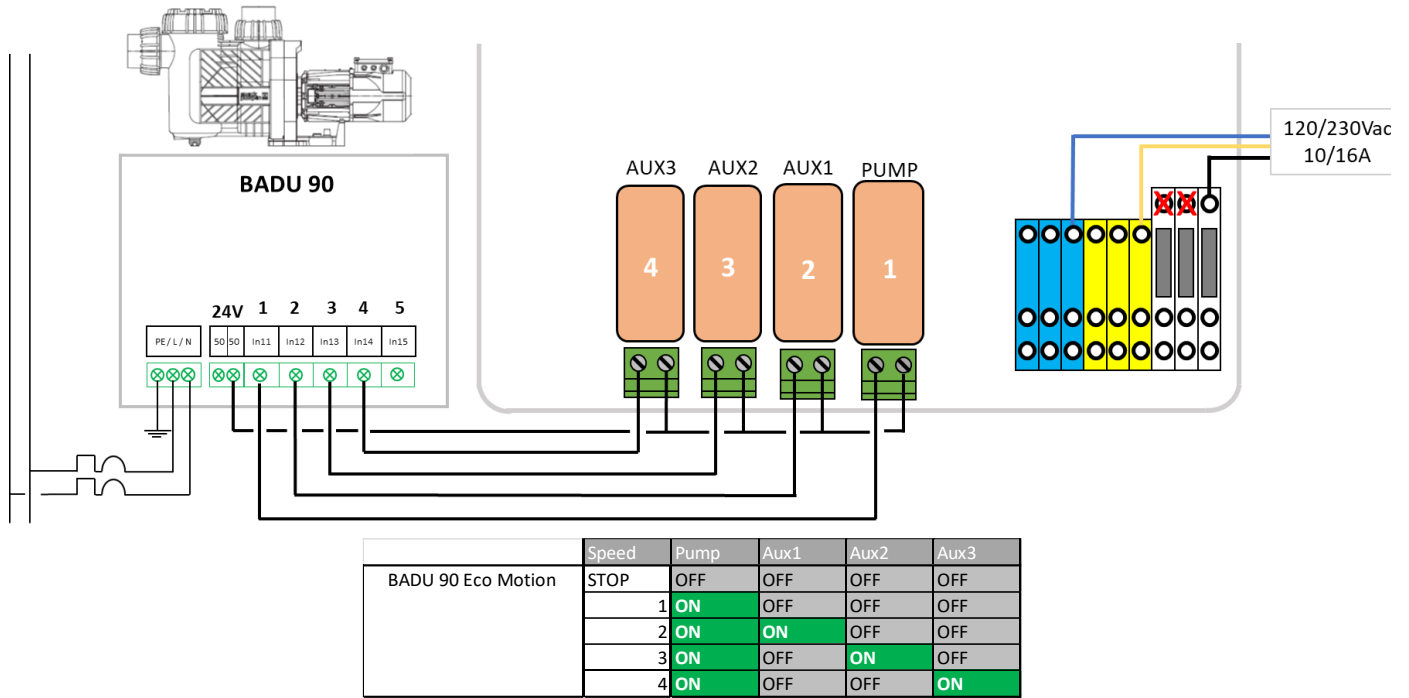 120/230Vac
10/16A
AUX3 AUX2 AUX1 PUMP
BADU 90
4 3 2 1
24V 1 2 3 4 5
PE / L / N 50 50 In11 In12 In13 In14 In15
Speed Pump Aux1 Aux2 Aux3
BADU 90 Eco Motion STOP OFF OFF OFF OFF
1 ON OFF OFF OFF
2 ON ON OFF OFF
3 ON OFF ON OFF
4 ON OFF OFF ON